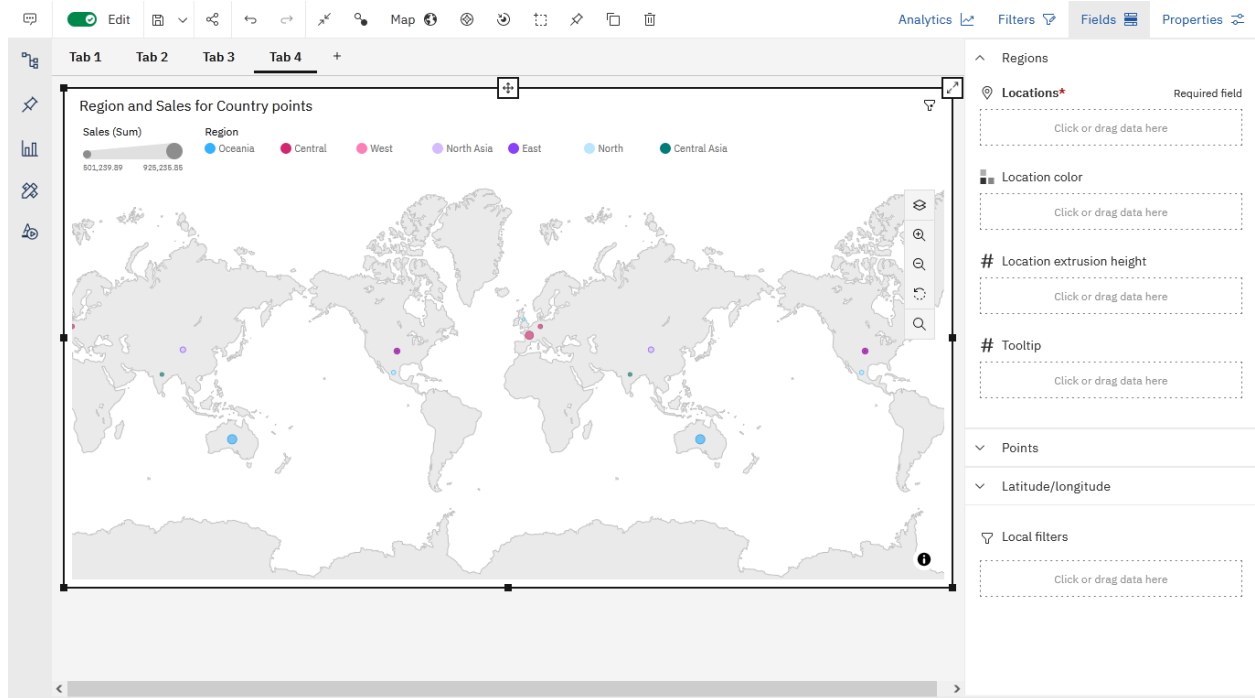 Edit
Map
Analytics
Filters
Fields
Properties
Tab 1
Tab 2
Tab 3
Tab 4
+
Region and Sales for Country points
Sales (Sum)
501,239.89 925,235.85
Region
Oceania
Central
West
North Asia
East
North
Central Asia
Regions
Locations*
Required field
Click or drag data here
Location color
Click or drag data here
# Location extrusion height
Click or drag data here
# Tooltip
Click or drag data here
Points
Latitude/longitude
Local filters
Click or drag data here